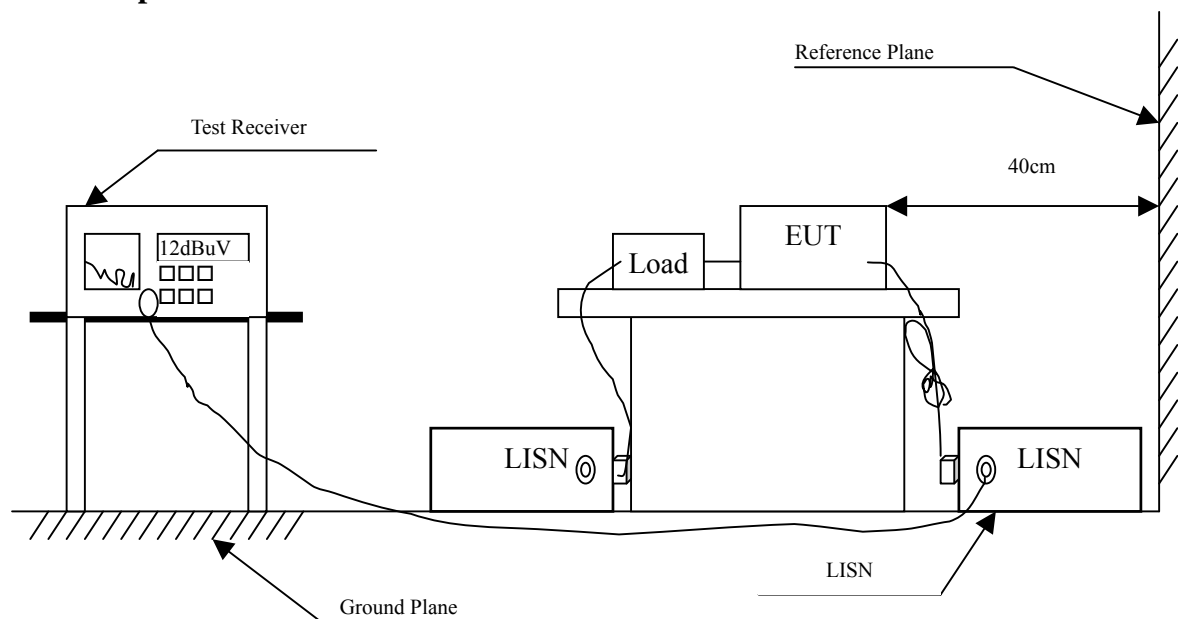 Reference Plane
Test Receiver
40cm
12dBuV
EUT
Load
LISN
LISN
LISN
Ground Plane